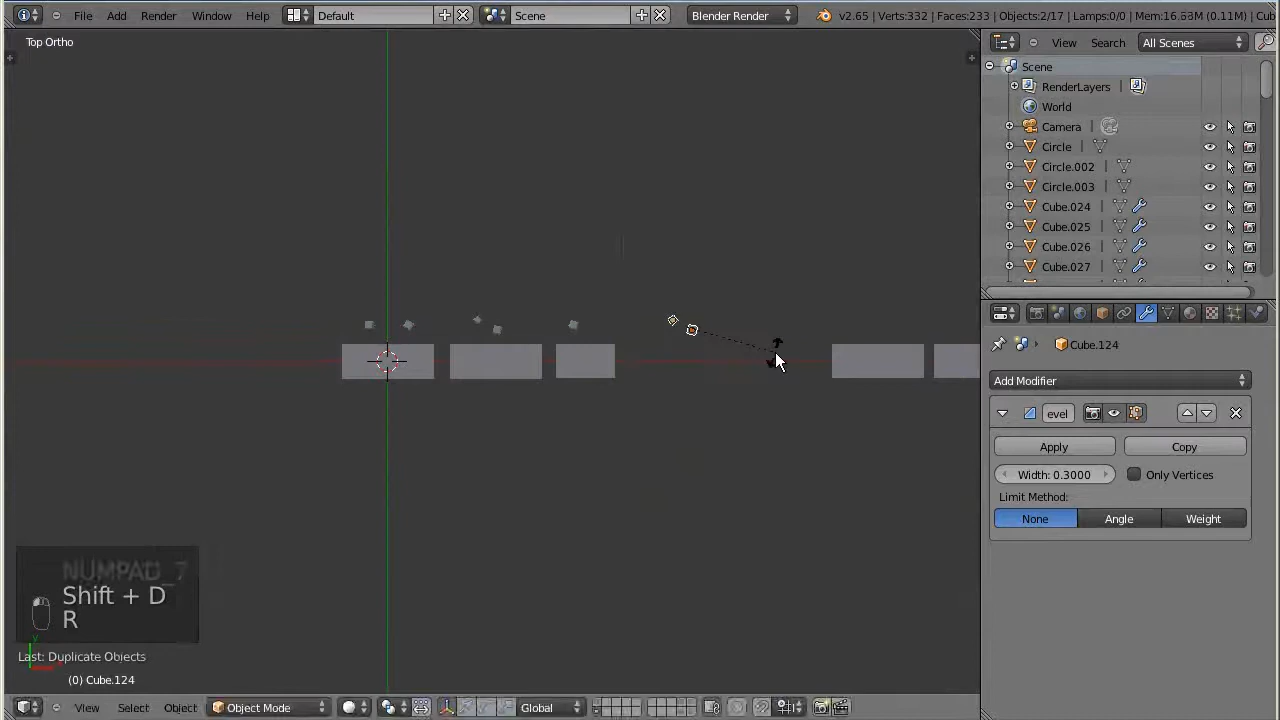 File Add Render Window Help Default Scene Blender Render v2.65 | Verts:332 | Faces:233 | Objects:2/17 | Lamps:0/0 | Mem:16.68M (0.11M) | Cub
Top Ortho
View Search All Scenes
Scene
RenderLayers
World
Camera
Circle
Circle.002
Circle.003
Cube.024
Cube.025
Cube.026
Cube.027
Cube.124
Add Modifier
evel
Apply Copy
Width: 0.3000 Only Vertices
Limit Method:
None Angle Weight
NUMPAD_7
Shift + D
R
y
Last: Duplicate Objects
(0) Cube.124
View Select Object Object Mode Global